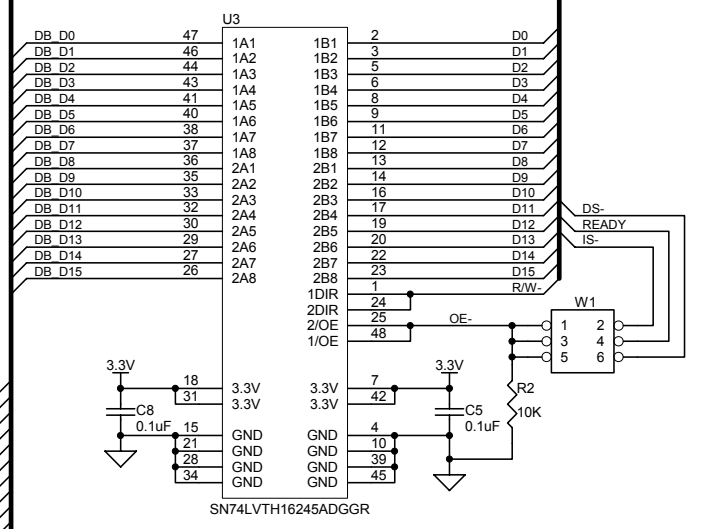 U3
DB_D0 47 1A1 1B1 2 D0
DB_D1 46 1A2 1B2 3 D1
DB_D2 44 1A3 1B3 5 D2
DB_D3 43 1A4 1B4 6 D3
DB_D4 41 1A5 1B5 8 D4
DB_D5 40 1A6 1B6 9 D5
DB_D6 38 1A7 1B7 11 D6
DB_D7 37 1A8 1B8 12 D7
DB_D8 36 2A1 2B1 13 D8
DB_D9 35 2A2 2B2 14 D9
DB_D10 33 2A3 2B3 16 D10
DB_D11 32 2A4 2B4 17 D11 DS-
DB_D12 30 2A5 2B5 19 D12 READY
DB_D13 29 2A6 2B6 20 D13 IS-
DB_D14 27 2A7 2B7 22 D14
DB_D15 26 2A8 2B8 23 D15
1DIR 1 R/W-
2DIR 24
2/OE 25 OE-
1/OE 48
W1
1 2
3 4
5 6
3.3V 3.3V
18 3.3V 3.3V 7
31 3.3V 3.3V 42
R2
10K
C8
0.1uF
C5
0.1uF
15 GND GND 4
21 GND GND 10
28 GND GND 39
34 GND GND 45
SN74LVTH16245ADGGR